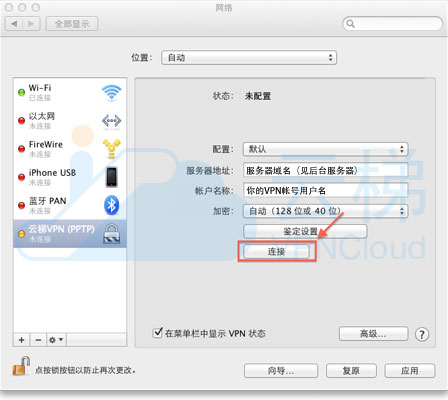 网络
全部显示
位置： 自动
Wi-Fi
已连接
以太网
未连接
FireWire
未连接
iPhone USB
未连接
蓝牙 PAN
未连接
云梯VPN (PPTP)
未连接
状态： 未配置
配置： 默认
服务器地址： 服务器域名（见后台服务器）
帐户名称： 你的VPN帐号用户名
加密： 自动（128 位或 40 位）
鉴定设置
连接
云梯
VPNCloud
在菜单栏中显示 VPN 状态
高级...
?
点按锁按钮以防止再次更改。
向导...
复原
应用